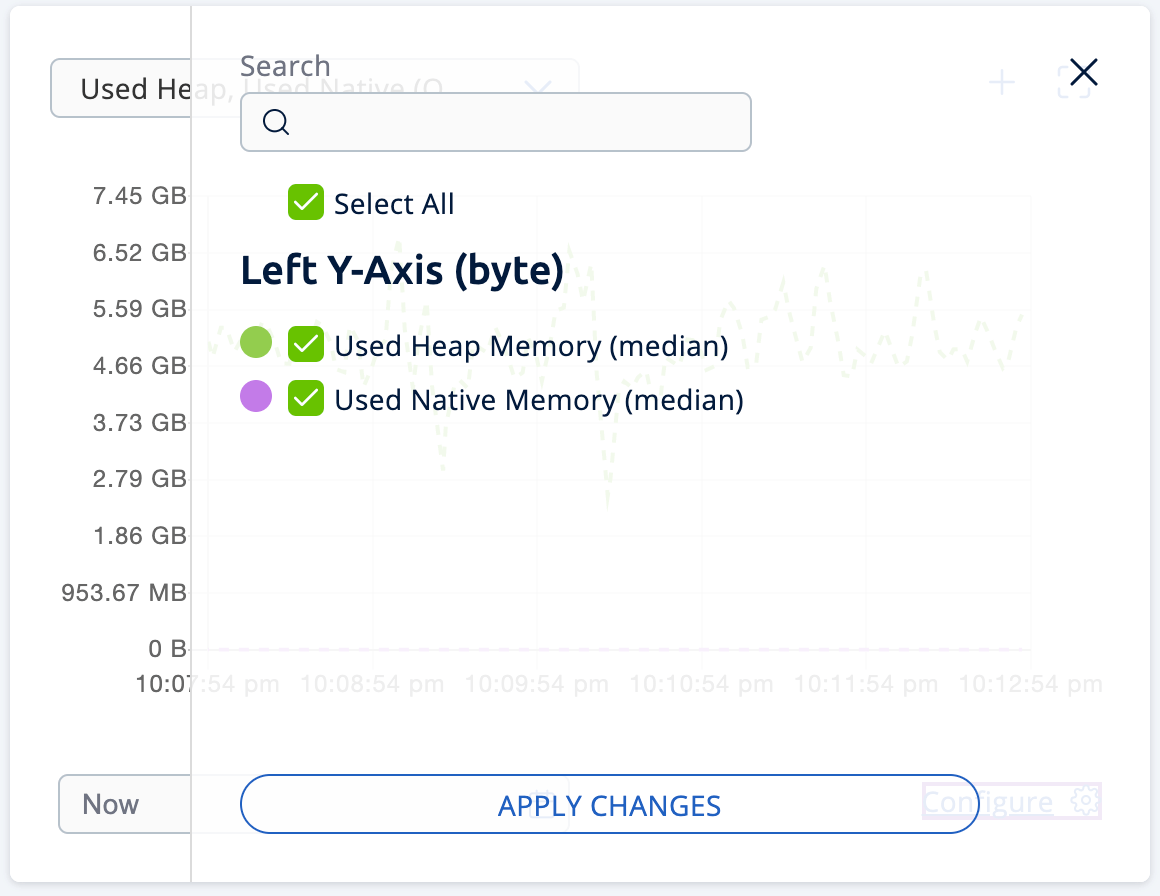 Search
Used Heap, Used Native (O
Select All
Left Y-Axis (byte)
Used Heap Memory (median)
Used Native Memory (median)
7.45 GB
6.52 GB
5.59 GB
4.66 GB
3.73 GB
2.79 GB
1.86 GB
953.67 MB
0 B
10:07:54 pm 10:08:54 pm 10:09:54 pm 10:10:54 pm 10:11:54 pm 10:12:54 pm
Now
APPLY CHANGES
Configure